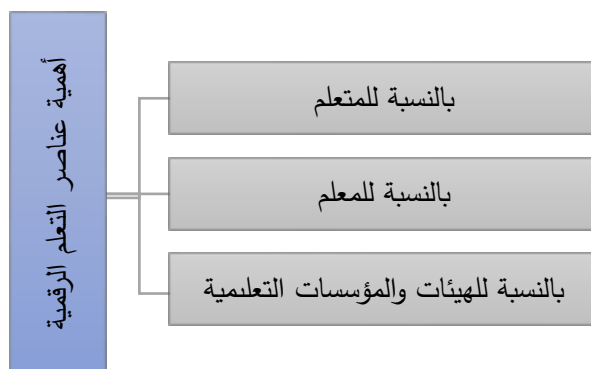 أهمية عناصر التعلم الرقمية
بالنسبة للمتعلم
بالنسبة للمعلم
بالنسبة للهيئات والمؤسسات التعليمية